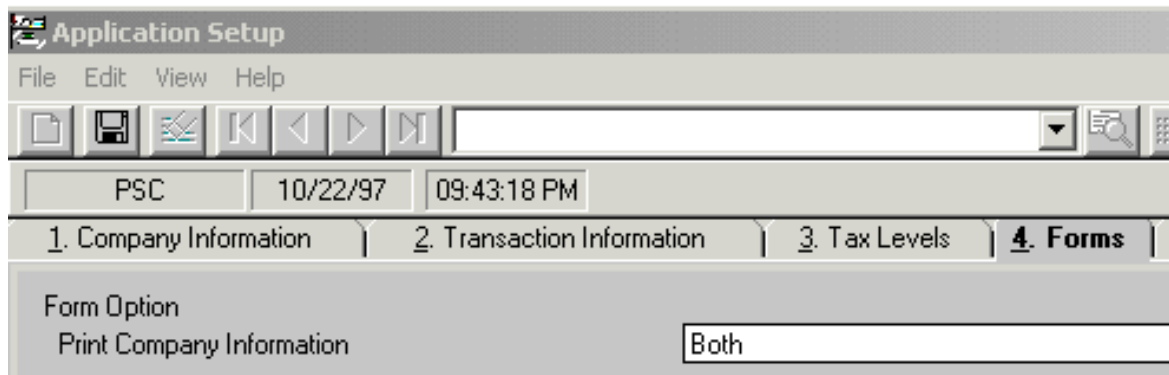 Application Setup
File Edit View Help
PSC 10/22/97 09:43:18 PM
1. Company Information 2. Transaction Information 3. Tax Levels 4. Forms
Form Option
Print Company Information Both